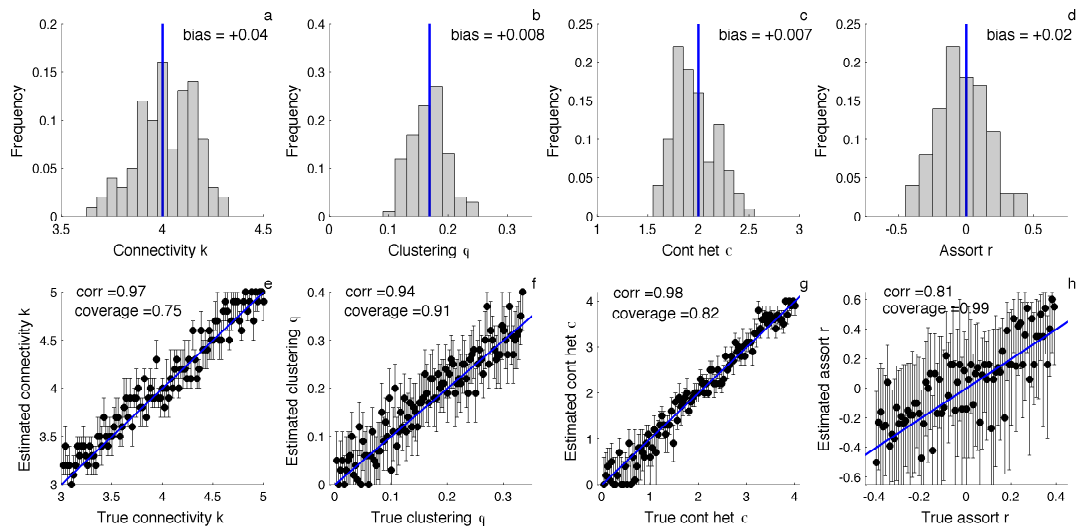 a
bias = +0.04
0.2
0.15
0.1
0.05
0
Frequency
3.5
4
4.5
Connectivity k
b
bias = +0.008
0.4
0.3
0.2
0.1
0
Frequency
0
0.1
0.2
0.3
Clustering q
c
bias = +0.007
0.25
0.2
0.15
0.1
0.05
0
Frequency
1
2
3
Cont het c
d
bias = +0.02
0.25
0.2
0.15
0.1
0.05
0
Frequency
-0.5
0
0.5
Assort r
e
corr =0.97
coverage =0.75
5
4.5
4
3.5
3
Estimated connectivity k
3
3.5
4
4.5
5
True connectivity k
f
corr =0.94
coverage =0.91
0.4
0.3
0.2
0.1
0
Estimated clustering q
0
0.1
0.2
0.3
True clustering q
g
corr =0.98
coverage =0.82
4
3
2
1
0
Estimated cont het c
0
1
2
3
4
True cont het c
h
corr =0.81
coverage =0.99
0.6
0.4
0.2
0
-0.2
-0.4
-0.6
Estimated assort r
-0.4
-0.2
0
0.2
0.4
True assort r